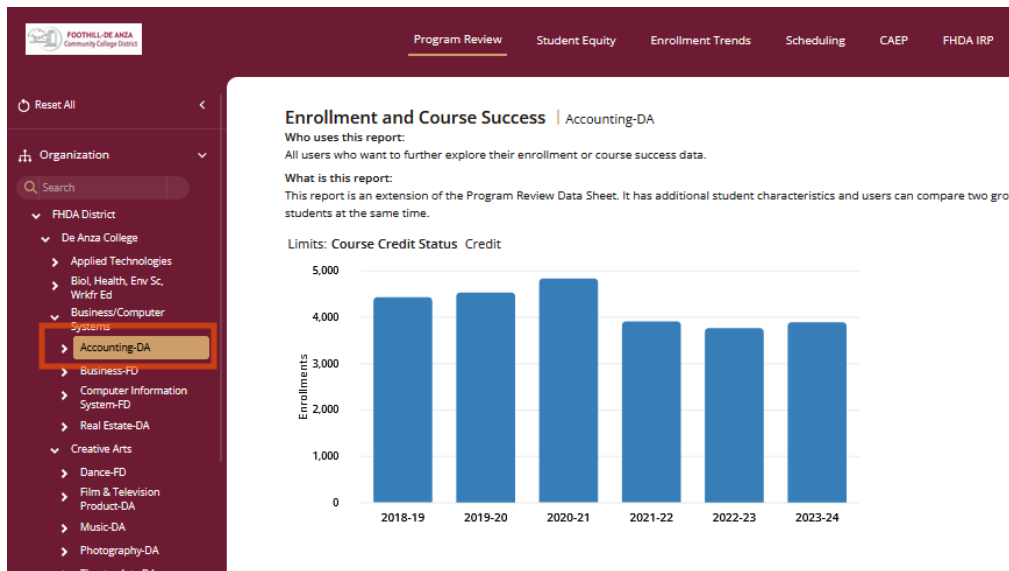 FOOTHILL-DE ANZA
Community College District
Program Review
Student Equity
Enrollment Trends
Scheduling
CAEP
FHDA IRP
Reset All
Organization
Search
FHDA District
De Anza College
Applied Technologies
Biol, Health, Env Sc,
Wrkfr Ed
Business/Computer
Systems
Accounting-DA
Business-FD
Computer Information
System-FD
Real Estate-DA
Creative Arts
Dance-FD
Film & Television
Product-DA
Music-DA
Photography-DA
Enrollment and Course Success | Accounting-DA
Who uses this report:
All users who want to further explore their enrollment or course success data.
What is this report:
This report is an extension of the Program Review Data Sheet. It has additional student characteristics and users can compare two gro
students at the same time.
Limits: Course Credit Status Credit
Enrollments
5,000
4,000
3,000
2,000
1,000
0
2018-19
2019-20
2020-21
2021-22
2022-23
2023-24